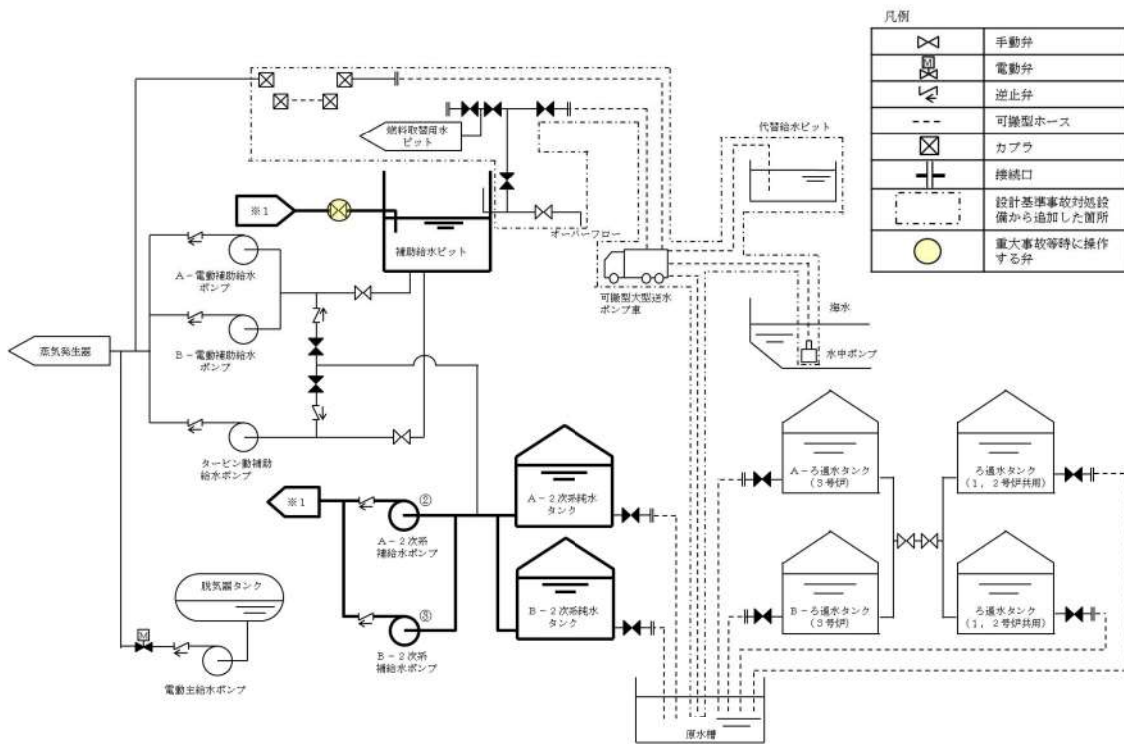 凡例
手動弁
M
電動弁
逆止弁
可搬型ホース
カプラ
接続口
設計基準事故対処設
備から追加した箇所
重大事故等時に操作
する弁
燃料取替用水
ピット
代替給水ピット
※1
オーバーフロー
補助給水ピット
A-電動補助給水
ポンプ
可搬型大型送水
ポンプ車
海水
水中ポンプ
蒸気発生器
B-電動補助給水
ポンプ
タービン動補助
給水ポンプ
A-ろ過水タンク
(3号炉)
ろ過水タンク
(1,2号炉共用)
※1
②
A-2次系
補給水ポンプ
A-2次系純水
タンク
脱気器タンク
③
B-2次系
補給水ポンプ
B-2次系純水
タンク
B-ろ過水タンク
(3号炉)
ろ過水タンク
(1,2号炉共用)
M
電動主給水ポンプ
原水槽